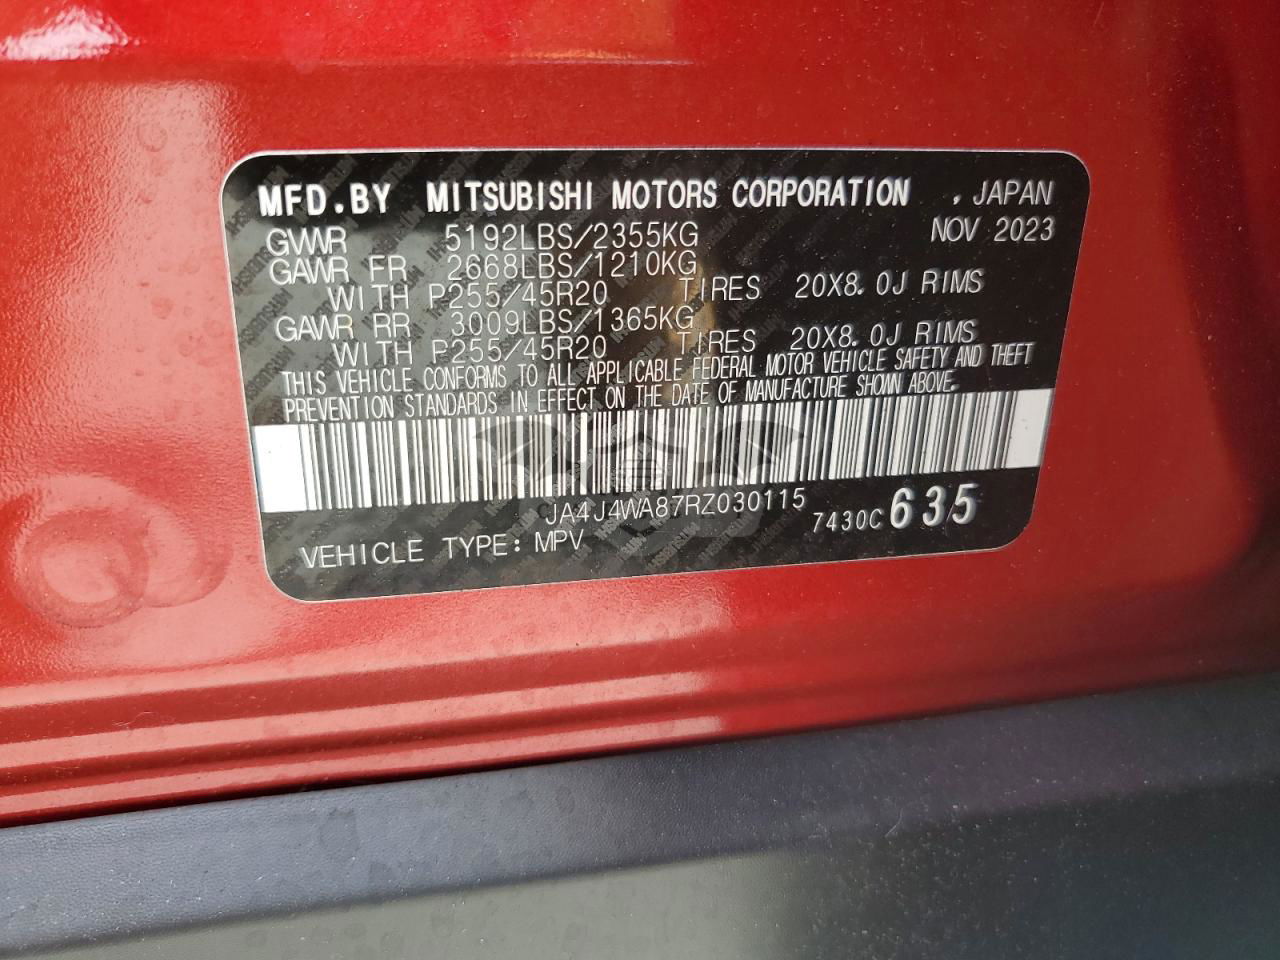 MFD.BY MITSUBISHI MOTORS CORPORATION , JAPAN
GVWR 5192LBS/2355KG NOV 2023
GAWR FR 2668LBS/1210KG
WITH P255/45R20 TIRES 20X8.0J RIMS
GAWR RR 3009LBS/1365KG
WITH P255/45R20 TIRES 20X8.0J RIMS
THIS VEHICLE CONFORMS TO ALL APPLICABLE FEDERAL MOTOR VEHICLE SAFETY AND THEFT
PREVENTION STANDARDS IN EFFECT ON THE DATE OF MANUFACTURE SHOWN ABOVE.
JA4J4WA87RZ030115 7430C 635
VEHICLE TYPE: MPV